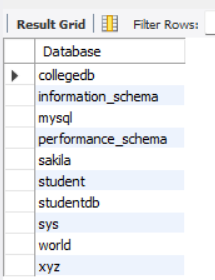 Result Grid Filter Rows:
Database
collegedb
information_schema
mysql
performance_schema
sakila
student
studentdb
sys
world
xyz